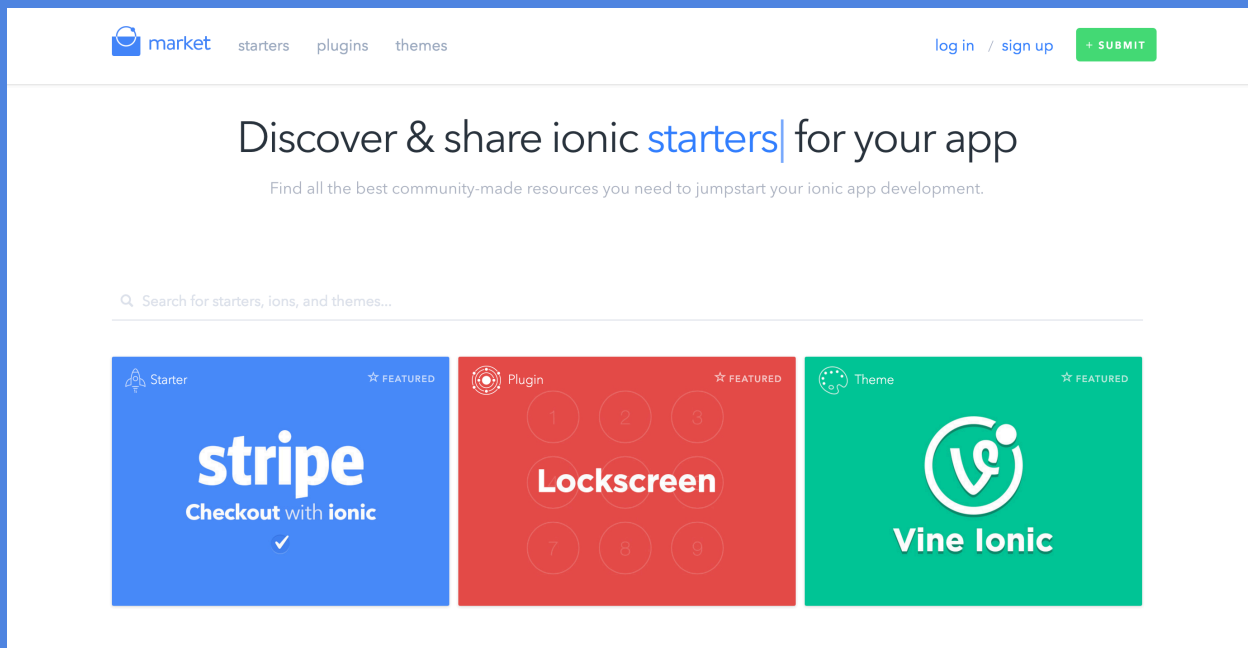 market starters plugins themes log in / sign up + SUBMIT
Discover & share ionic starters| for your app
Find all the best community-made resources you need to jumpstart your ionic app development.
Search for starters, ions, and themes...
Starter FEATURED
stripe
Checkout with ionic
Plugin FEATURED
1 2 3
Lockscreen
7 8 9
Theme FEATURED
Vine Ionic